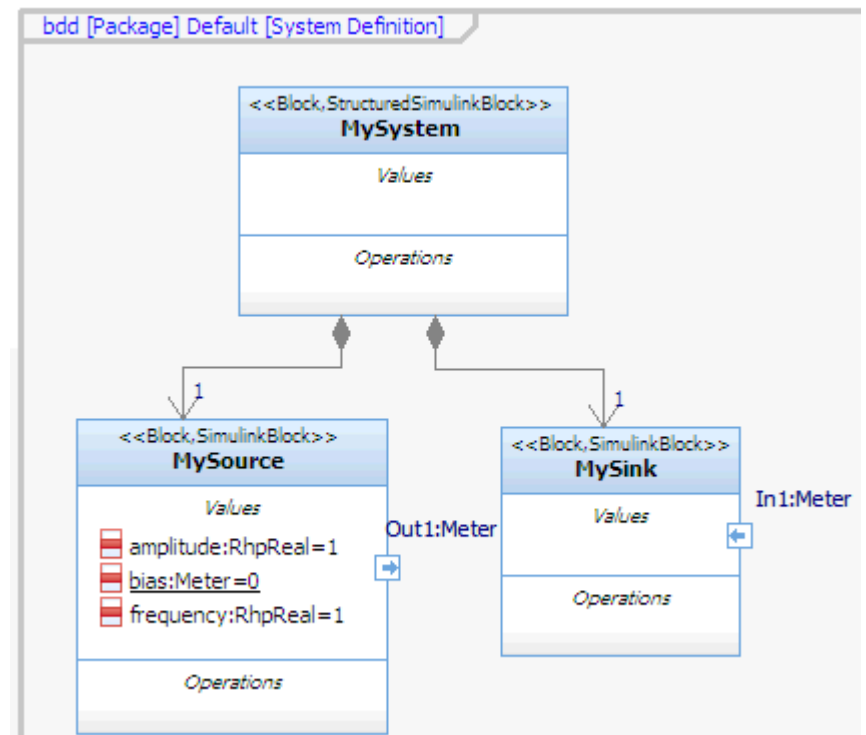 bdd [Package] Default [System Definition]
<<Block,StructuredSimulinkBlock>>
MySystem
Values
Operations
1
1
<<Block,SimulinkBlock>>
MySource
Values
amplitude:RhpReal=1
bias:Meter=0
frequency:RhpReal=1
Operations
Out1:Meter
<<Block,SimulinkBlock>>
MySink
Values
Operations
In1:Meter